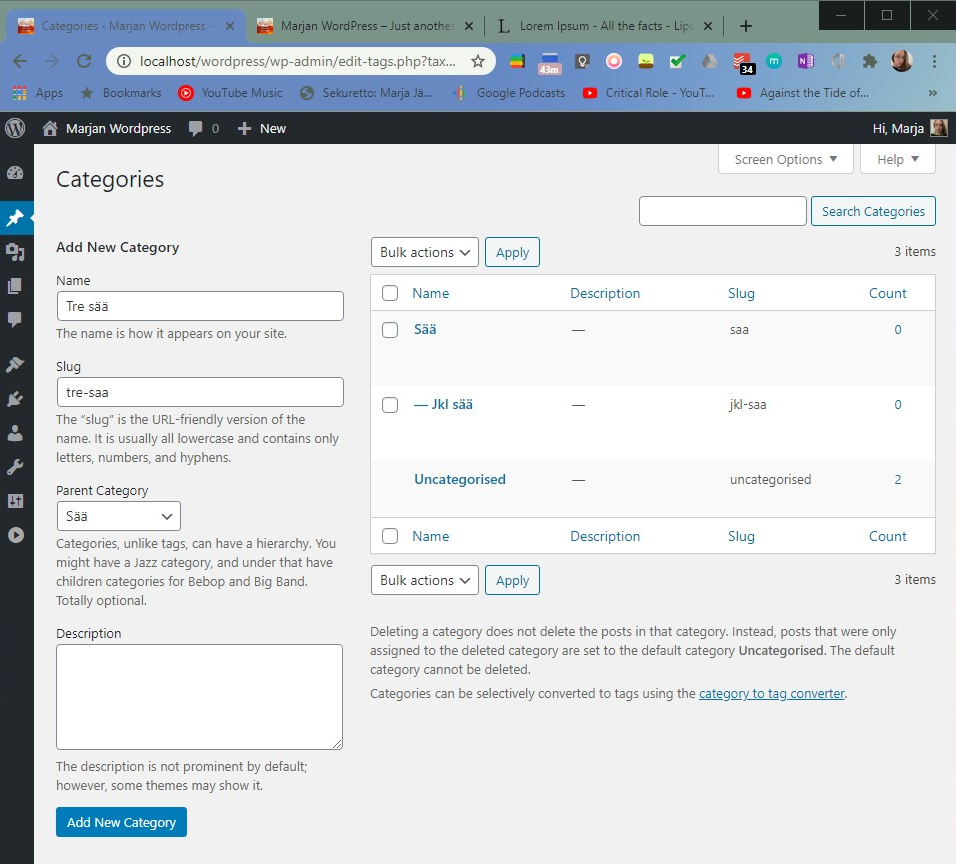 Categories ‹ Marjan Wordpress –
Marjan WordPress – Just another
Lorem Ipsum - All the facts - Lips
localhost/wordpress/wp-admin/edit-tags.php?tax...
43m
34
m
N
Apps
Bookmarks
YouTube Music
Sekuretto: Marja Jä...
Google Podcasts
Critical Role - YouT...
Against the Tide of...
»
Marjan Wordpress
0
New
Hi, Marja
Screen Options
Help
Categories
Search Categories
Add New Category
Bulk actions
Apply
3 items
Name
Tre sää
The name is how it appears on your site.
Slug
tre-saa
The “slug” is the URL-friendly version of the
name. It is usually all lowercase and contains only
letters, numbers, and hyphens.
Parent Category
Sää
Categories, unlike tags, can have a hierarchy. You
might have a Jazz category, and under that have
children categories for Bebop and Big Band.
Totally optional.
Description
The description is not prominent by default;
however, some themes may show it.
Add New Category
Name Description Slug Count
Sää — saa 0
— Jkl sää — jkl-saa 0
Uncategorised — uncategorised 2
Name Description Slug Count
Bulk actions
Apply
3 items
Deleting a category does not delete the posts in that category. Instead, posts that were only
assigned to the deleted category are set to the default category Uncategorised. The default
category cannot be deleted.
Categories can be selectively converted to tags using the category to tag converter.